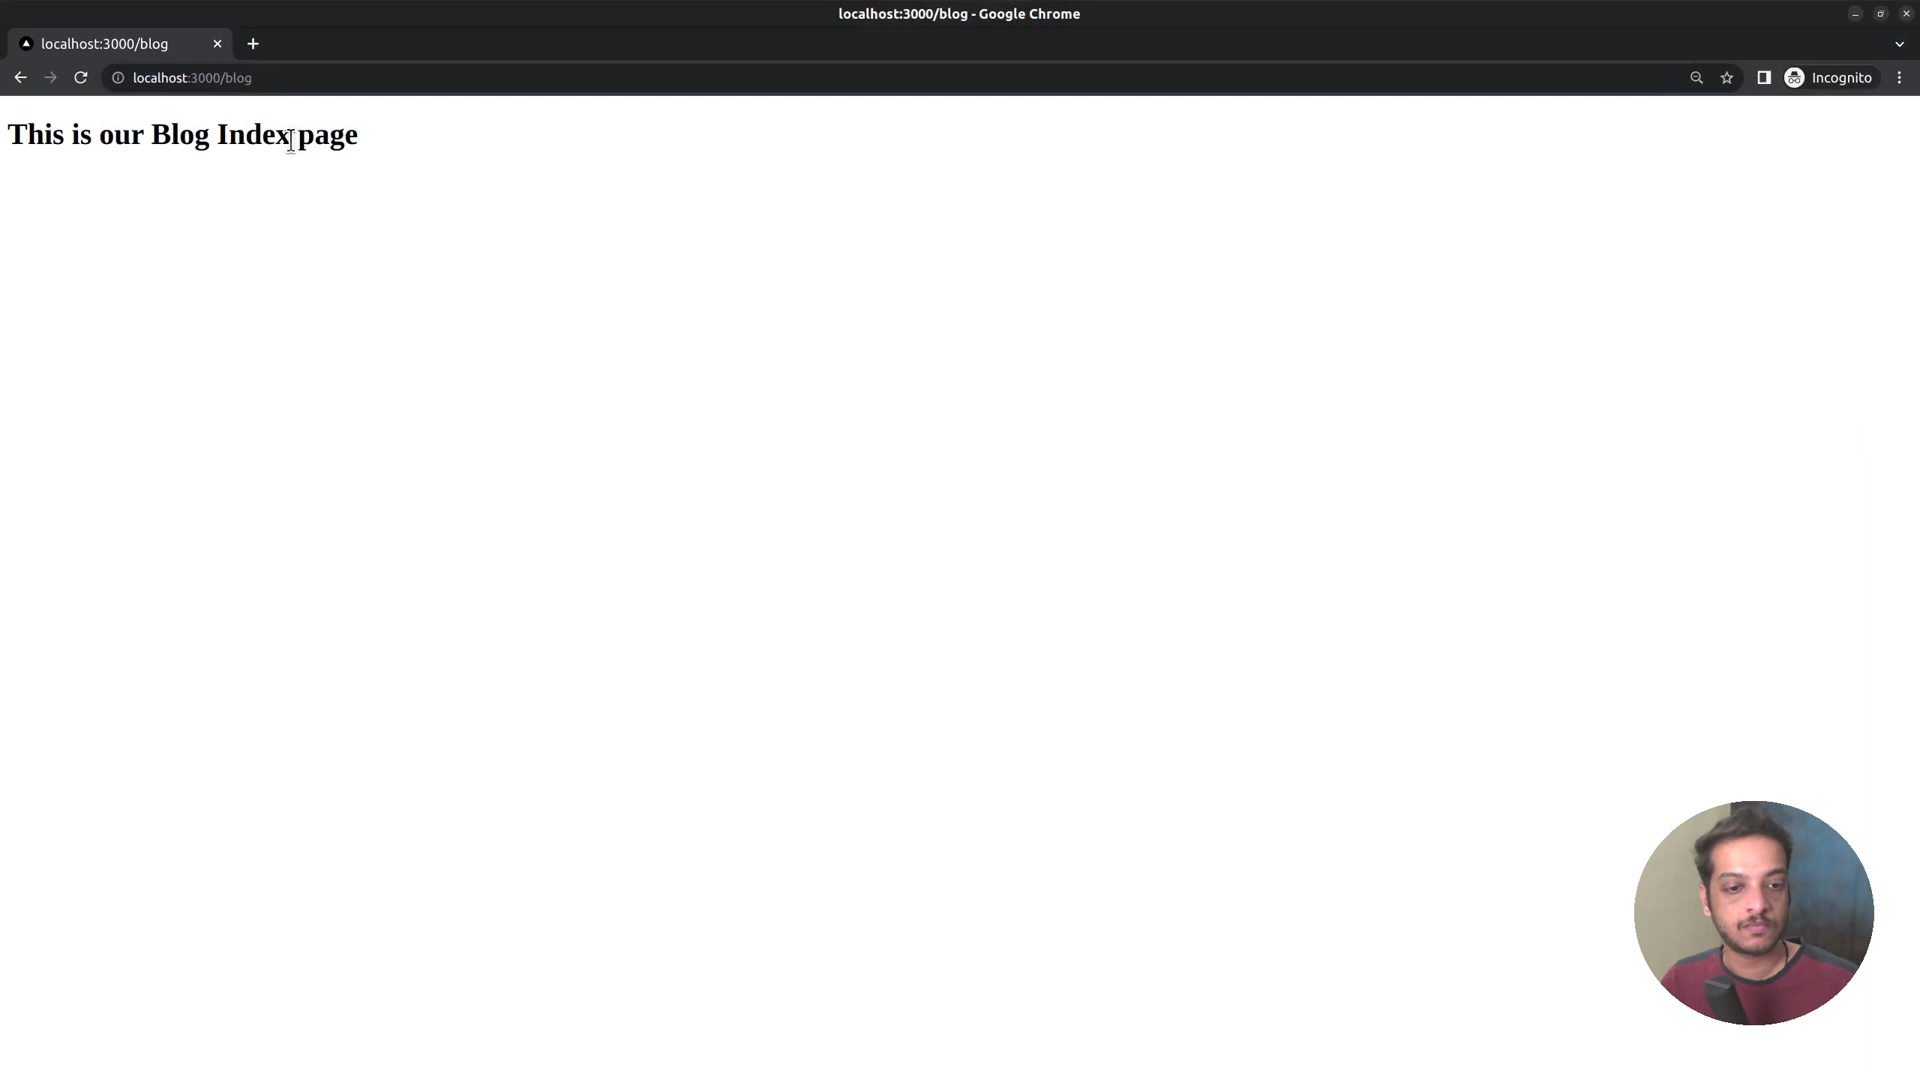 localhost:3000/blog - Google Chrome
localhost:3000/blog
localhost:3000/blog
Incognito
This is our Blog Index page